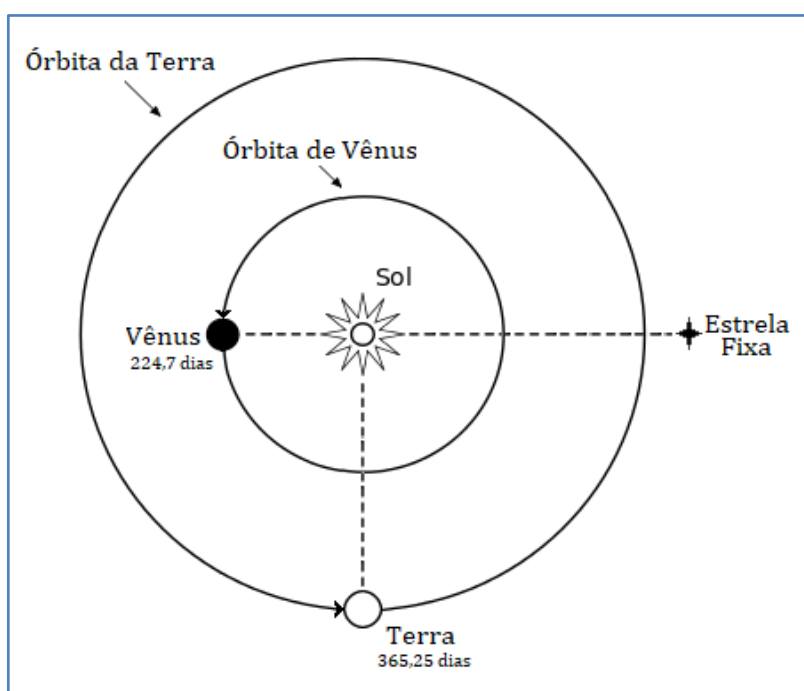 Órbita da Terra
Órbita de Vênus
Sol
Vênus
224,7 dias
Estrela
Fixa
Terra
365,25 dias